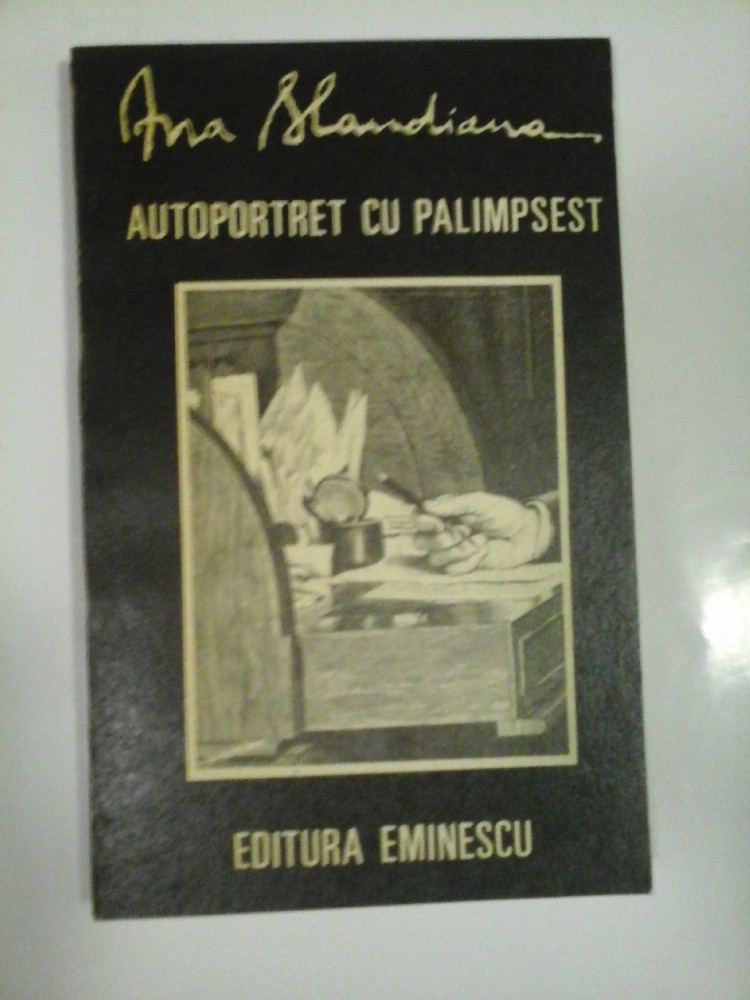 Ana Blandiana
AUTOPORTRET CU PALIMPSEST
EDITURA EMINESCU